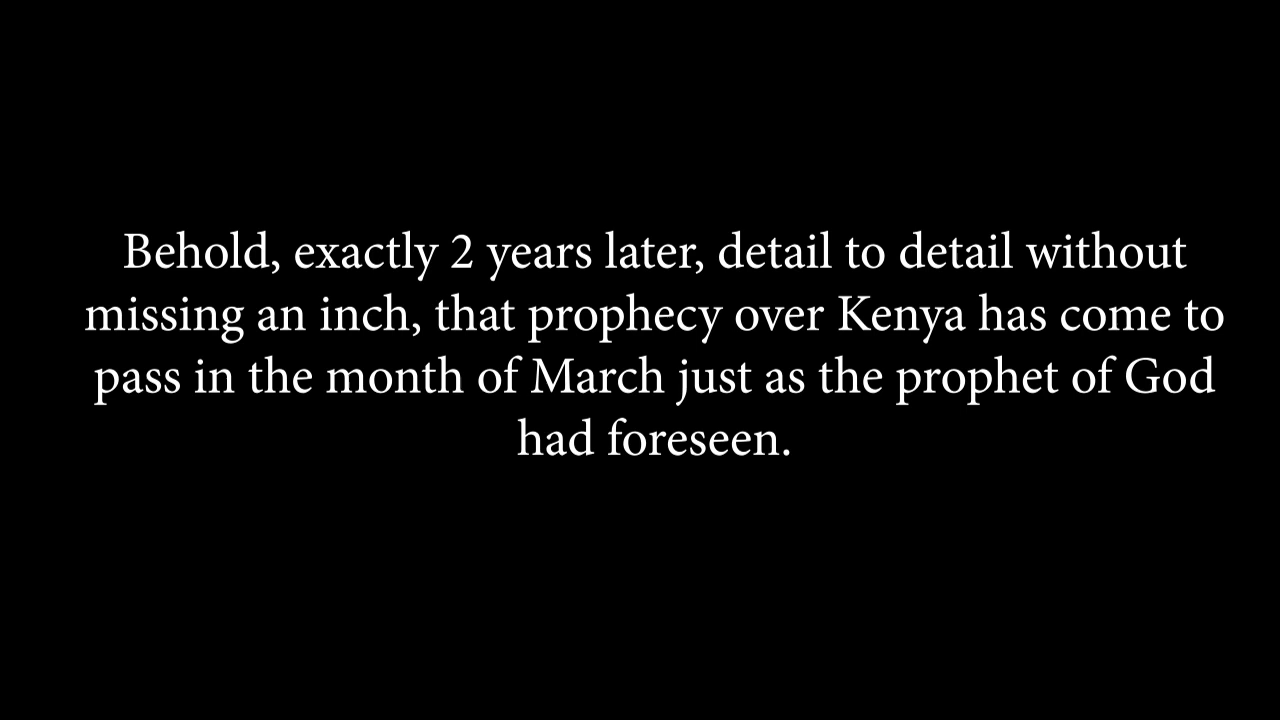 Behold, exactly 2 years later, detail to detail without
missing an inch, that prophecy over Kenya has come to
pass in the month of March just as the prophet of God
had foreseen.